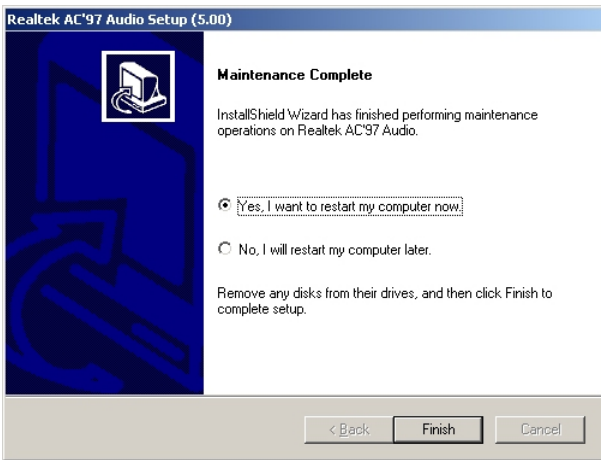 Realtek AC'97 Audio Setup (5.00)
Maintenance Complete
InstallShield Wizard has finished performing maintenance
operations on Realtek AC'97 Audio.
Yes, I want to restart my computer now.
No, I will restart my computer later.
Remove any disks from their drives, and then click Finish to
complete setup.
< Back Finish Cancel